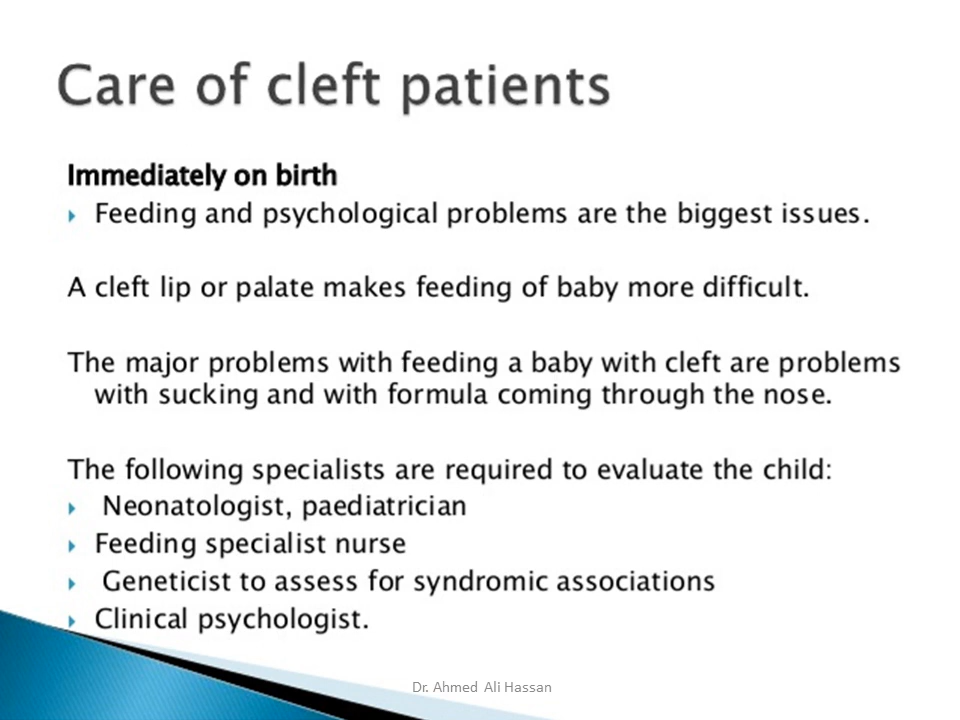 Care of cleft patients
Immediately on birth
Feeding and psychological problems are the biggest issues.
A cleft lip or palate makes feeding of baby more difficult.
The major problems with feeding a baby with cleft are problems
with sucking and with formula coming through the nose.
The following specialists are required to evaluate the child:
Neonatologist, paediatrician
Feeding specialist nurse
Geneticist to assess for syndromic associations
Clinical psychologist.
Dr. Ahmed Ali Hassan